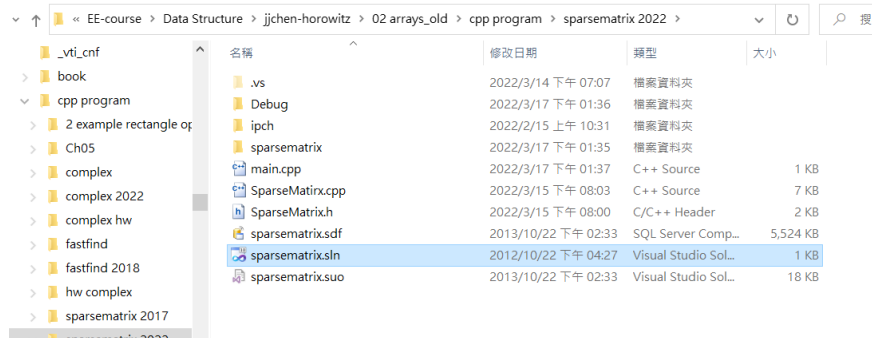 « EE-course > Data Structure > jjchen-horowitz > 02 arrays_old > cpp program > sparsematrix 2022 > 搜
_vti_cnf
book
cpp program
2 example rectangle op
Ch05
complex
complex 2022
complex hw
fastfind
fastfind 2018
hw complex
sparsematrix 2017
名稱 修改日期 類型 大小
.vs 2022/3/14 下午 07:07 檔案資料夾
Debug 2022/3/17 下午 01:36 檔案資料夾
ipch 2022/2/15 上午 10:31 檔案資料夾
sparsematrix 2022/3/17 下午 01:35 檔案資料夾
main.cpp 2022/3/17 下午 01:37 C++ Source 1 KB
SparseMatirx.cpp 2022/3/15 下午 08:03 C++ Source 7 KB
SparseMatrix.h 2022/3/15 下午 08:00 C/C++ Header 2 KB
sparsematrix.sdf 2013/10/22 下午 02:33 SQL Server Comp... 5,524 KB
sparsematrix.sln 2012/10/22 下午 04:27 Visual Studio Sol... 1 KB
sparsematrix.suo 2013/10/22 下午 02:33 Visual Studio Sol... 18 KB